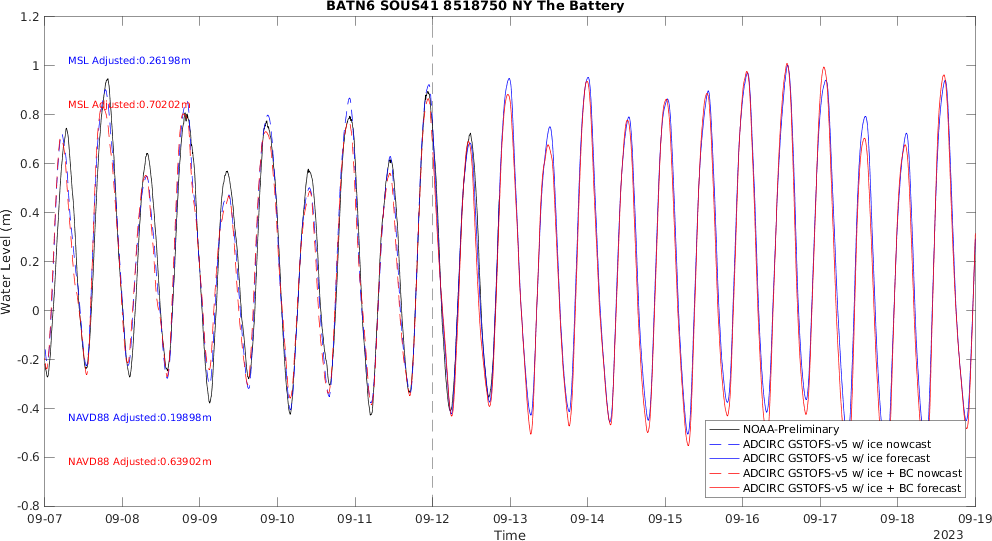 BATN6 SOUS41 8518750 NY The Battery
1.2
1
0.8
0.6
0.4
0.2
0
-0.2
-0.4
-0.6
-0.8
Water Level (m)
MSL Adjusted:0.26198m
MSL Adjusted:0.70202m
NAVD88 Adjusted:0.19898m
NAVD88 Adjusted:0.63902m
NOAA-Preliminary
ADCIRC GSTOFS-v5 w/ ice nowcast
ADCIRC GSTOFS-v5 w/ ice forecast
ADCIRC GSTOFS-v5 w/ ice + BC nowcast
ADCIRC GSTOFS-v5 w/ ice + BC forecast
09-07 09-08 09-09 09-10 09-11 09-12 09-13 09-14 09-15 09-16 09-17 09-18 09-19
Time
2023